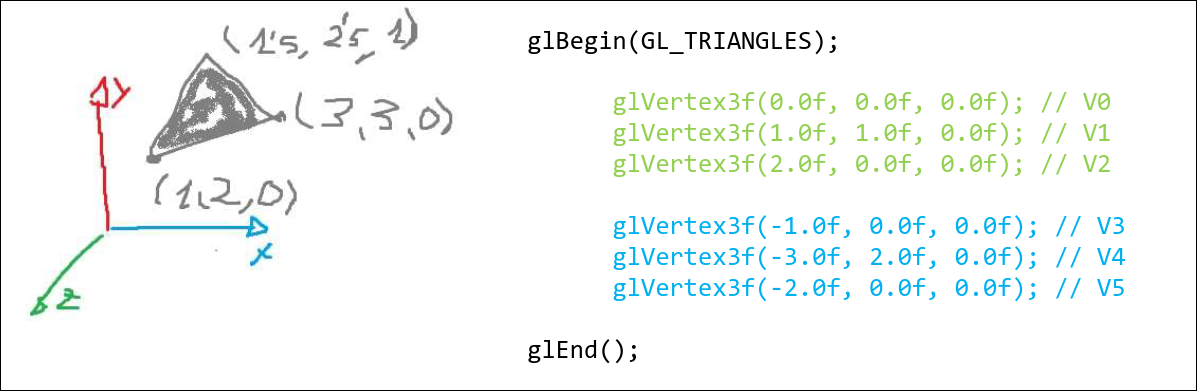 (1'5, 2'5, 1)
Y
(3,3,0)
(1,2,0)
X
Z
glBegin(GL_TRIANGLES);
glVertex3f(0.0f, 0.0f, 0.0f); // V0
glVertex3f(1.0f, 1.0f, 0.0f); // V1
glVertex3f(2.0f, 0.0f, 0.0f); // V2
glVertex3f(-1.0f, 0.0f, 0.0f); // V3
glVertex3f(-3.0f, 2.0f, 0.0f); // V4
glVertex3f(-2.0f, 0.0f, 0.0f); // V5
glEnd();